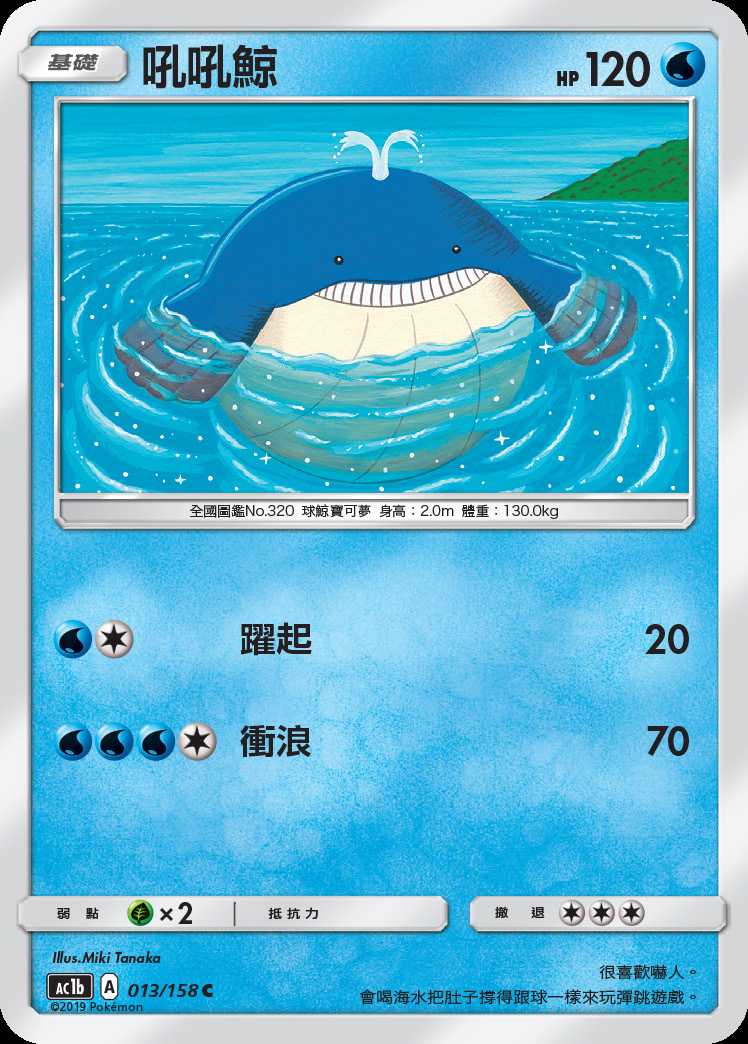 基礎 吼吼鯨 HP 120
全國圖鑑No.320 球鯨寶可夢 身高：2.0m 體重：130.0kg
躍起 20
衝浪 70
弱點 ×2 抵抗力 撤退
Illus.Miki Tanaka
很喜歡嚇人。
AC1b A 013/158 C
會喝海水把肚子撐得跟球一樣來玩彈跳遊戲。
©2019 Pokémon